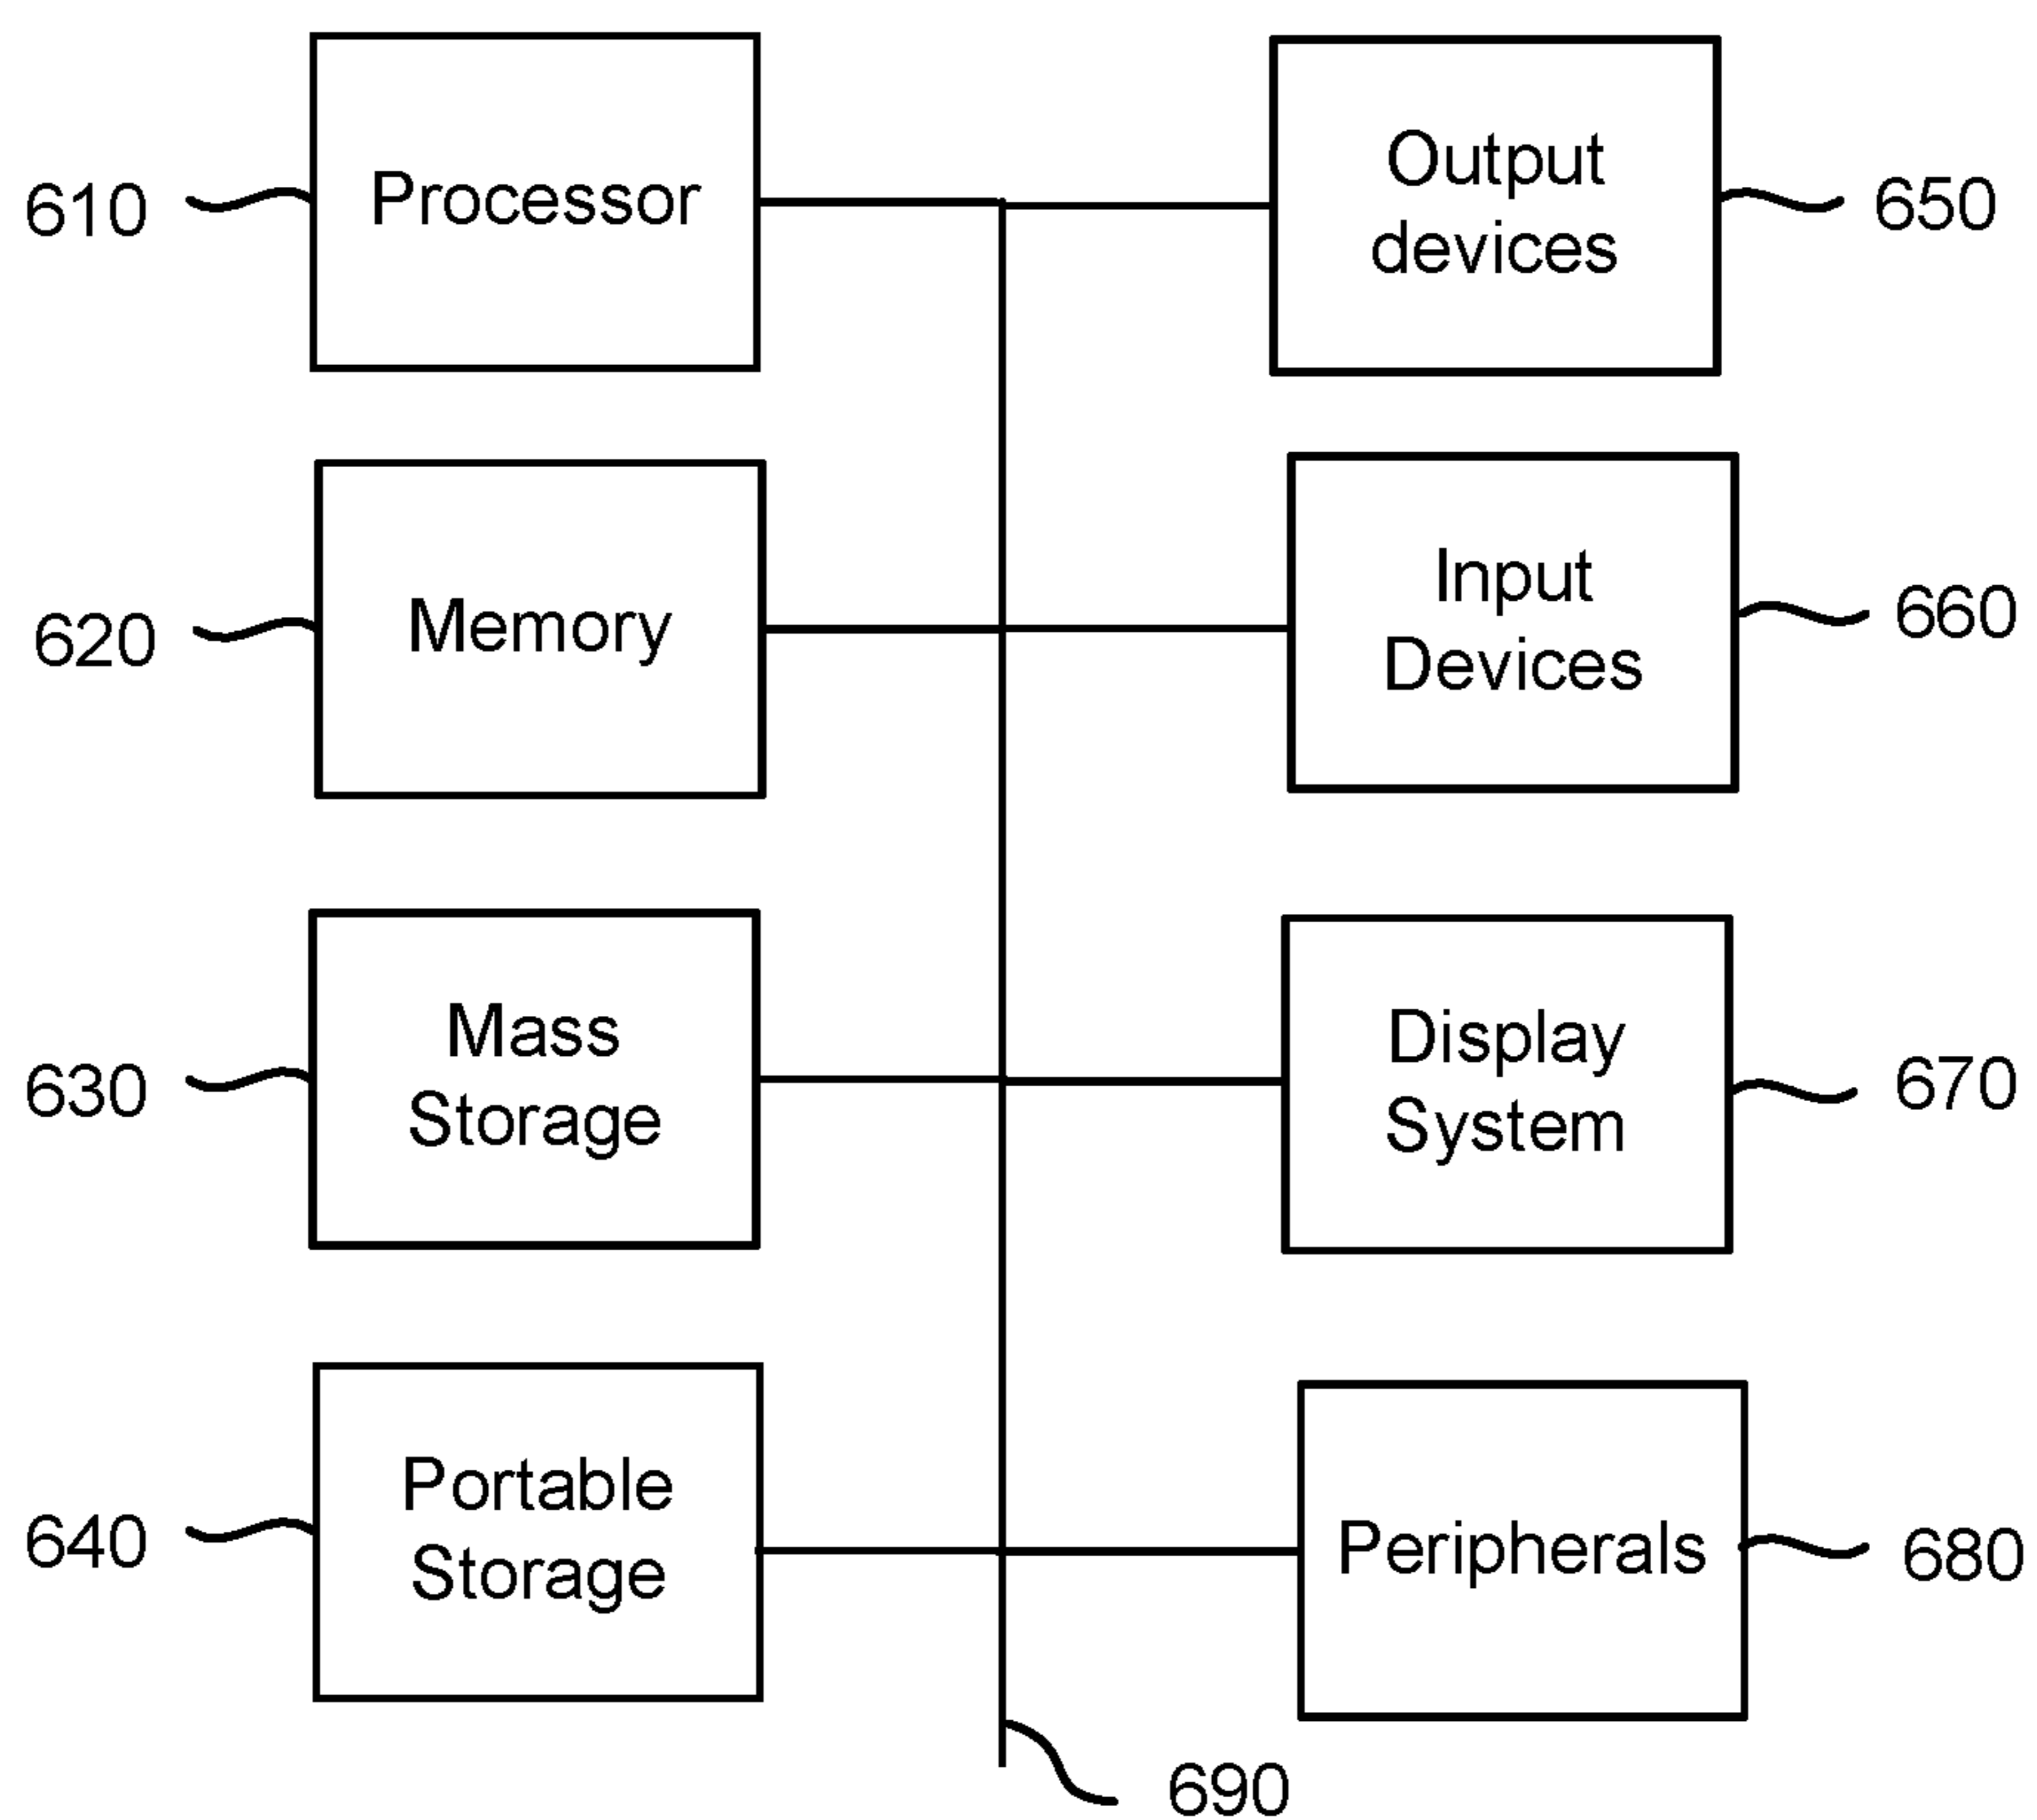 610
Processor
Output
devices
650
620
Memory
Input
Devices
660
630
Mass
Storage
Display
System
670
640
Portable
Storage
Peripherals
680
690